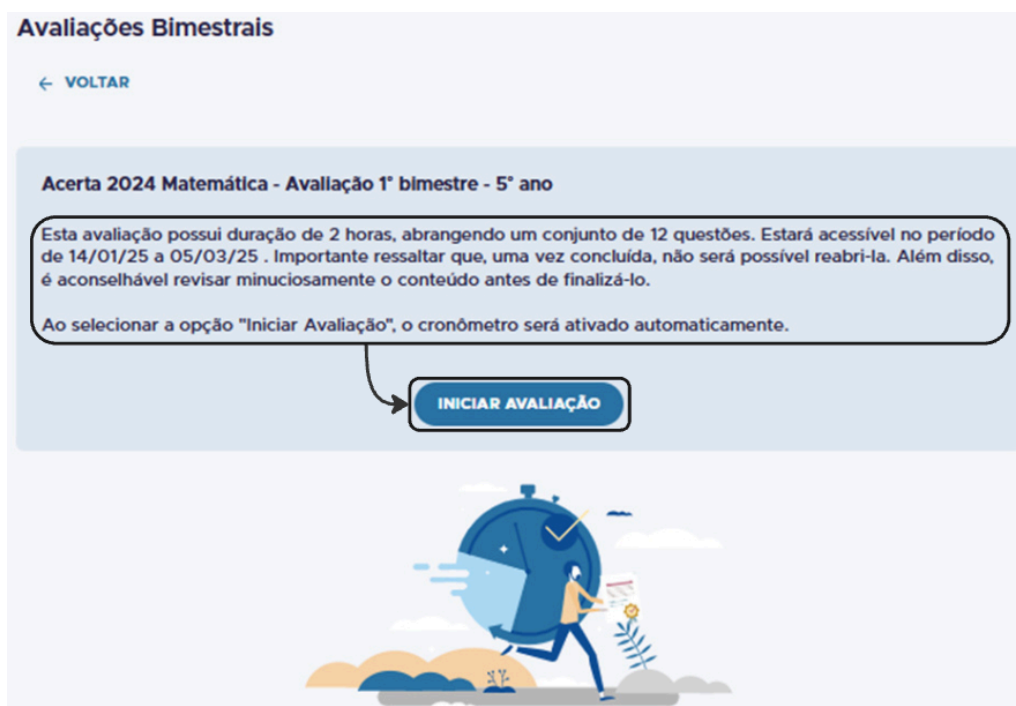 Avaliações Bimestrais
← VOLTAR
Acerta 2024 Matemática - Avaliação 1° bimestre - 5° ano
Esta avaliação possui duração de 2 horas, abrangendo um conjunto de 12 questões. Estará acessível no período
de 14/01/25 a 05/03/25 . Importante ressaltar que, uma vez concluída, não será possível reabri-la. Além disso,
é aconselhável revisar minuciosamente o conteúdo antes de finalizá-lo.
Ao selecionar a opção "Iniciar Avaliação", o cronômetro será ativado automaticamente.
INICIAR AVALIAÇÃO